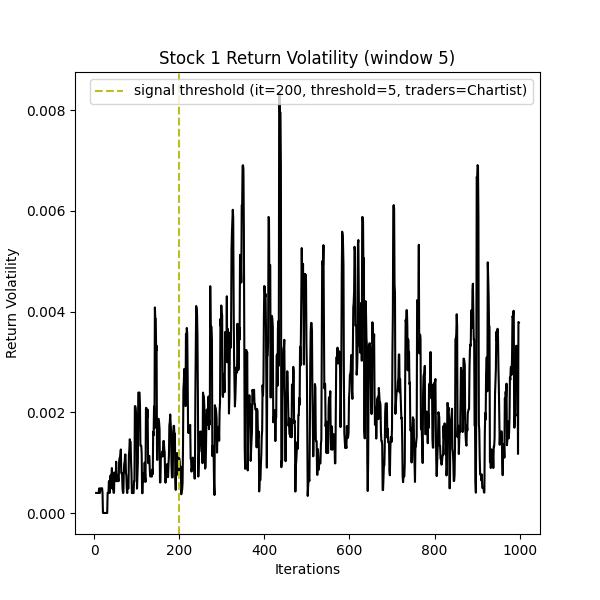 Stock 1 Return Volatility (window 5)
signal threshold (it=200, threshold=5, traders=Chartist)
0.008
0.006
0.004
0.002
0.000
Return Volatility
0 200 400 600 800 1000
Iterations